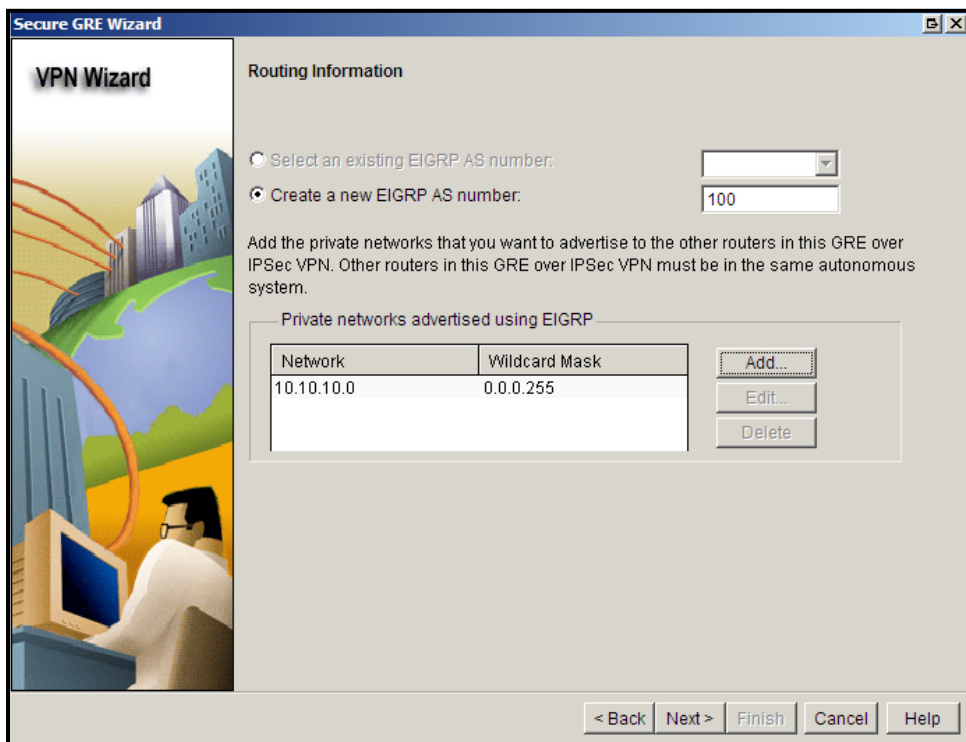 Secure GRE Wizard
VPN Wizard
Routing Information
Select an existing EIGRP AS number:
Create a new EIGRP AS number:
100
Add the private networks that you want to advertise to the other routers in this GRE over
IPSec VPN. Other routers in this GRE over IPSec VPN must be in the same autonomous
system.
Private networks advertised using EIGRP
Network Wildcard Mask
10.10.10.0 0.0.0.255
Add...
Edit...
Delete
< Back Next > Finish Cancel Help